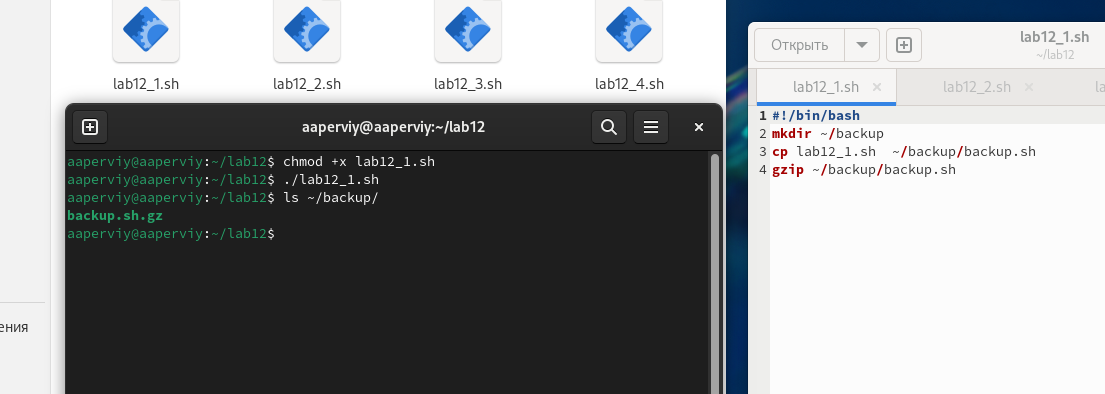 lab12_1.sh
lab12_2.sh
lab12_3.sh
lab12_4.sh
ения
aaperviy@aaperviy:~/lab12
aaperviy@aaperviy:~/lab12$ chmod +x lab12_1.sh
aaperviy@aaperviy:~/lab12$ ./lab12_1.sh
aaperviy@aaperviy:~/lab12$ ls ~/backup/
backup.sh.gz
aaperviy@aaperviy:~/lab12$
Открыть
lab12_1.sh
~/lab12
lab12_1.sh
lab12_2.sh
la
1 #!/bin/bash
2 mkdir ~/backup
3 cp lab12_1.sh  ~/backup/backup.sh
4 gzip ~/backup/backup.sh